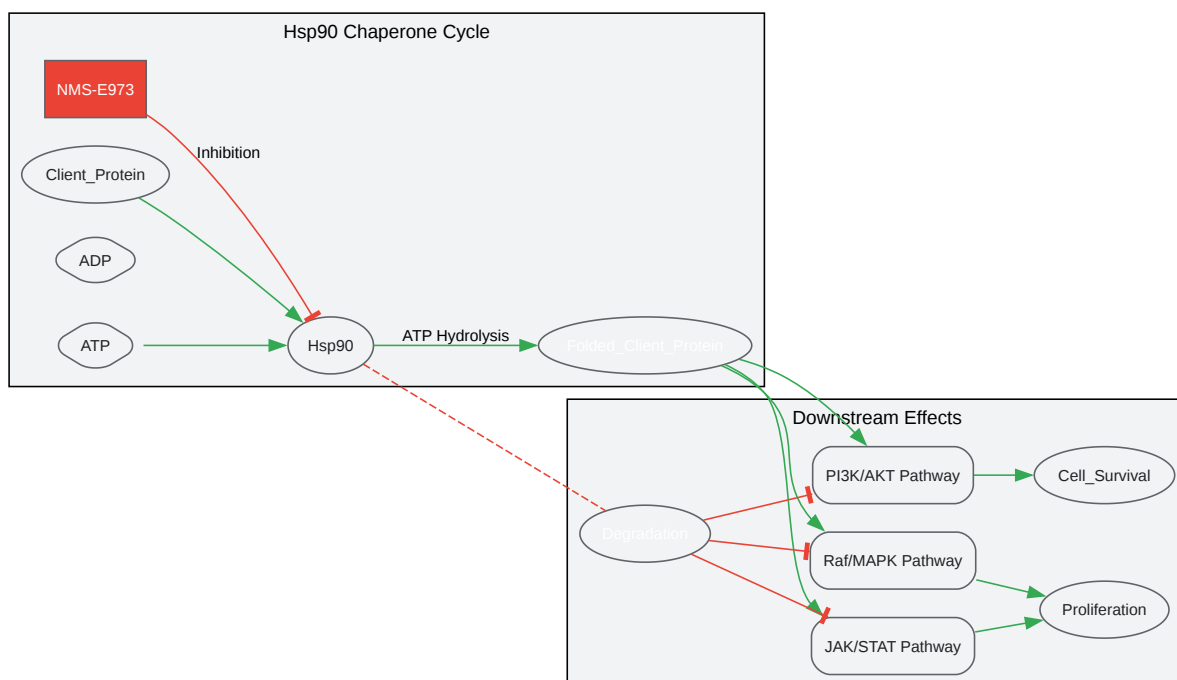 Hsp90 Chaperone Cycle
NMS-E973
Inhibition
Client_Protein
ADP
ATP
Hsp90
ATP Hydrolysis
Folded_Client_Protein
Downstream Effects
PI3K/AKT Pathway
Cell_Survival
Degradation
Raf/MAPK Pathway
Proliferation
JAK/STAT Pathway